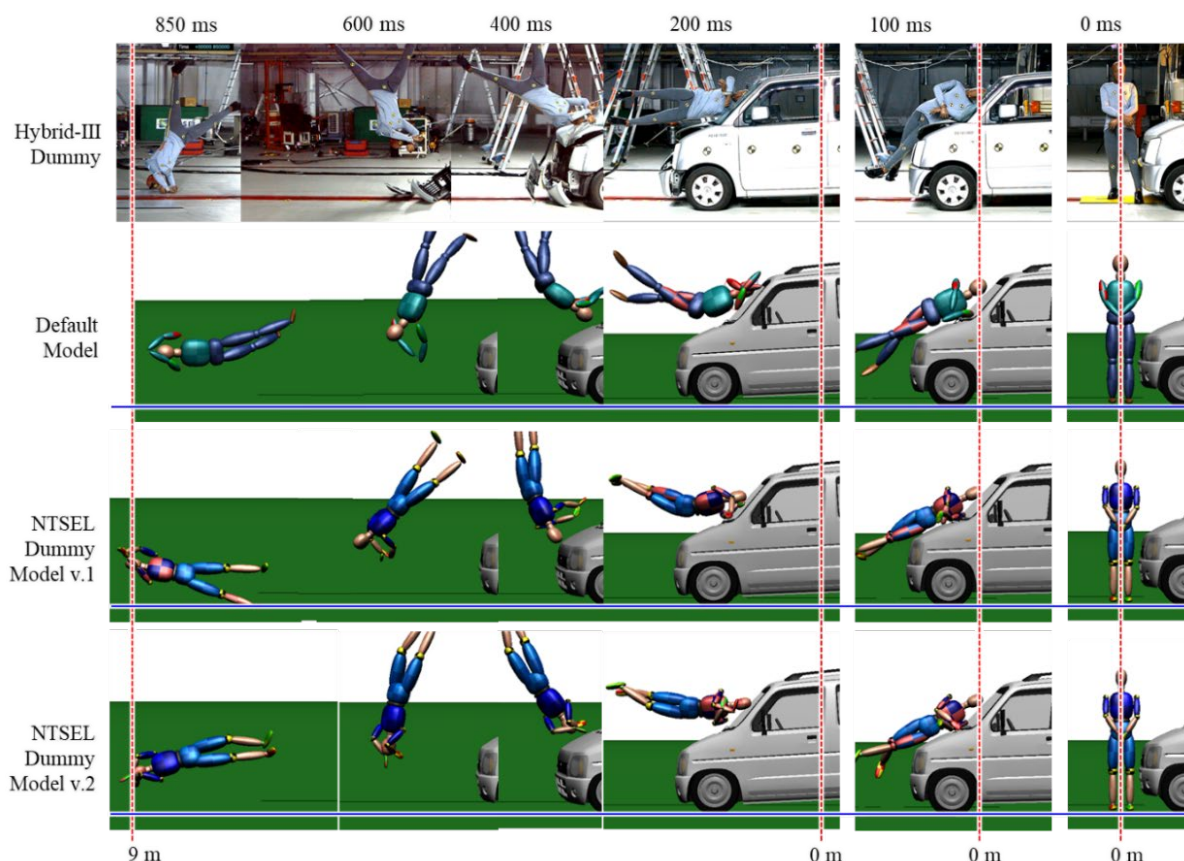 850 ms 600 ms 400 ms 200 ms 100 ms 0 ms
Hybrid-III
Dummy
Default
Model
NTSEL
Dummy
Model v.1
NTSEL
Dummy
Model v.2
9 m 0 m 0 m 0 m